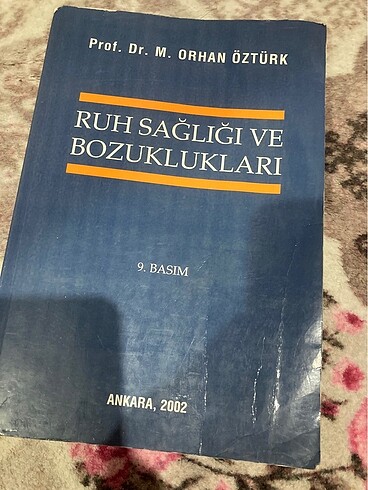 Prof. Dr. M. ORHAN ÖZTÜRK
RUH SAĞLIĞI VE
BOZUKLUKLARI
9. BASIM
ANKARA, 2002